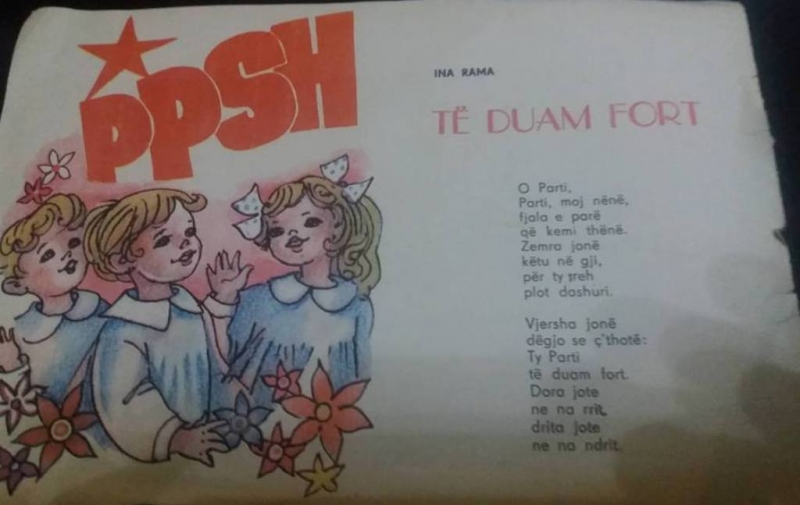 PPSH
INA RAMA
TË DUAM FORT
O Parti,
Parti, moj nënë,
fjala e parë
që kemi thënë.
Zemra jonë
këtu në gji,
për ty rreh
plot dashuri.
Vjersha jonë
dëgjo se ç'thotë:
Ty Parti
të duam fort.
Dora jote
ne na rrit,
drita jote
ne na ndrit.